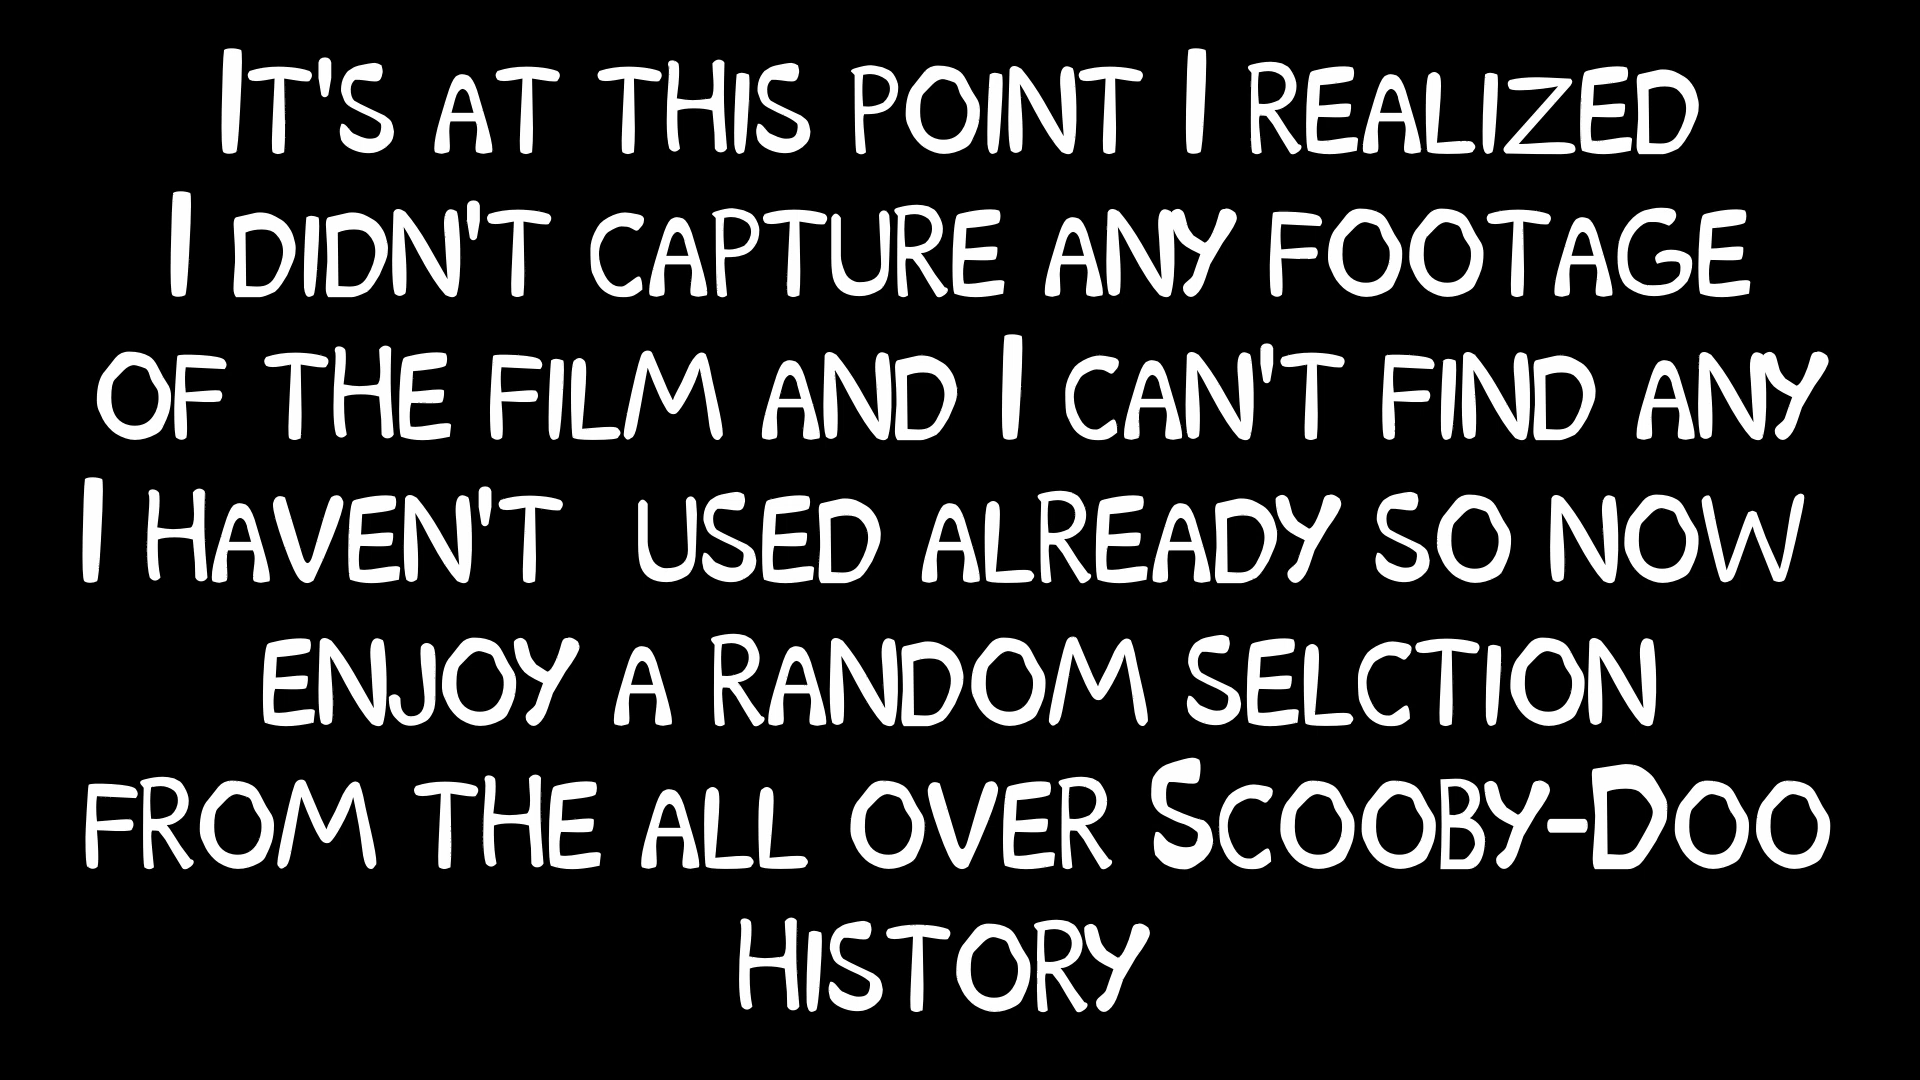 It's at this point I realized
I didn't capture any footage
of the film and I can't find any
I haven't  used already so now
enjoy a random selction
from the all over Scooby-Doo
history